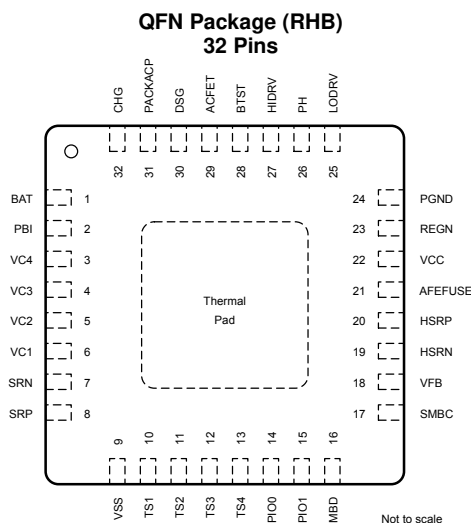 QFN Package (RHB)
32 Pins
CHG
PACKACP
DSG
ACFET
BTST
HIDRV
PH
LODRV
32
31
30
29
28
27
26
25
BAT 1
PBI 2
VC4 3
VC3 4
VC2 5
VC1 6
SRN 7
SRP 8
24 PGND
23 REGN
22 VCC
21 AFEFUSE
20 HSRP
19 HSRN
18 VFB
17 SMBC
Thermal
Pad
9
10
11
12
13
14
15
16
VSS
TS1
TS2
TS3
TS4
PIO0
PIO1
MBD
Not to scale